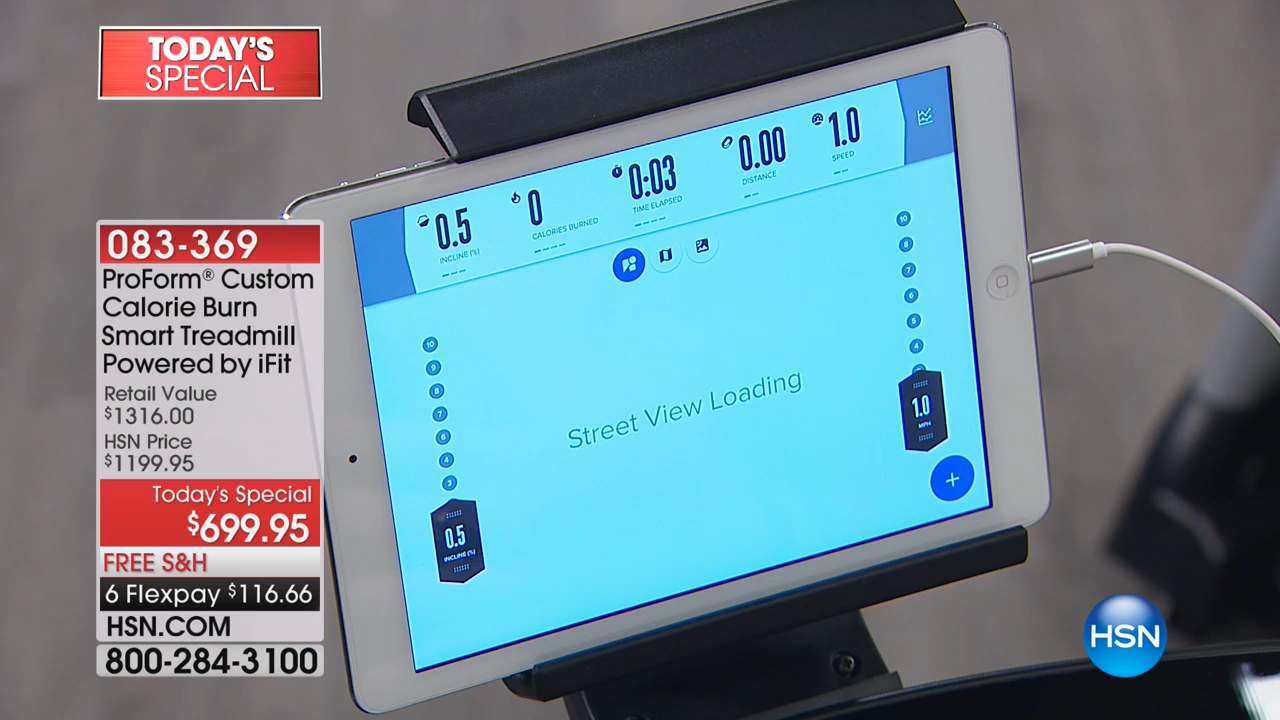 TODAY'S
SPECIAL
083-369
ProForm® Custom
Calorie Burn
Smart Treadmill
Powered by iFit
Retail Value
$1316.00
HSN Price
$1199.95
Today's Special
$699.95
FREE S&H
6 Flexpay $116.66
HSN.COM
800-284-3100
0.5
INCLINE (%)
0
CALORIES BURNED
0:03
TIME ELAPSED
0.00
DISTANCE
1.0
SPEED
10
9
8
7
6
4
3
0.5
INCLINE (%)
Street View Loading
10
8
7
6
5
4
1.0
MPH
+
HSN